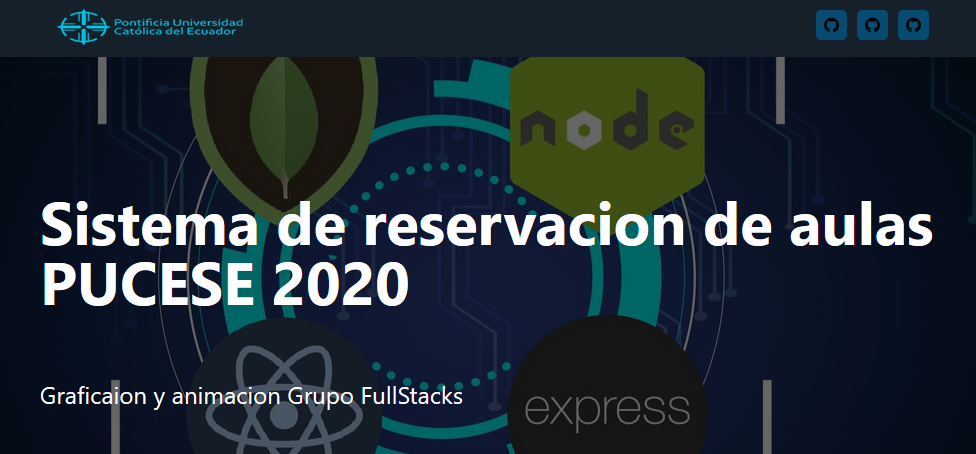 Pontificia Universidad
Católica del Ecuador
node
Sistema de reservacion de aulas
PUCESE 2020
Graficaion y animacion Grupo FullStacks
express